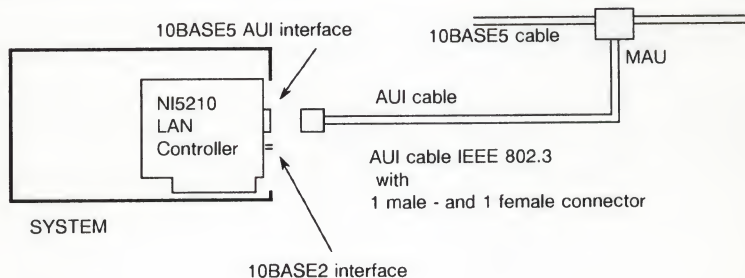 10BASE5 AUI interface
10BASE5 cable
MAU
NI5210
LAN
Controller
AUI cable
AUI cable IEEE 802.3
with
1 male - and 1 female connector
SYSTEM
10BASE2 interface